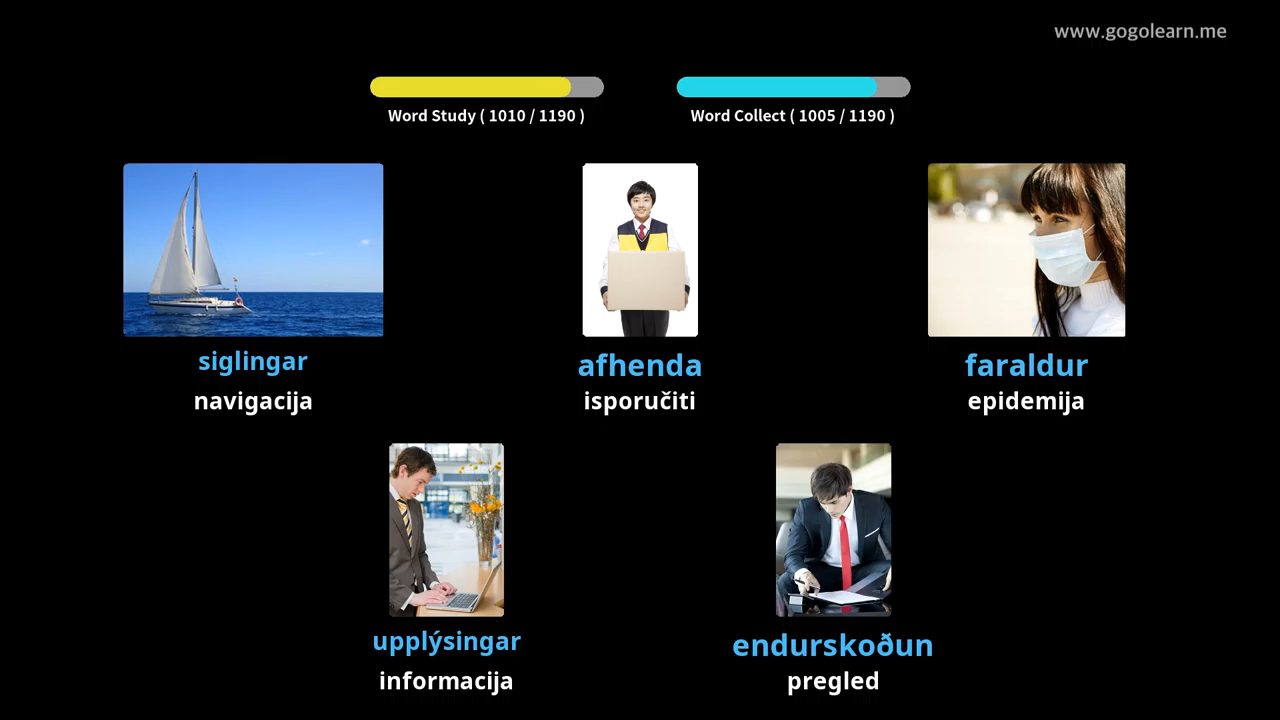 www.gogolearn.me
Word Study ( 1010 / 1190 )
Word Collect ( 1005 / 1190 )
siglingar
navigacija
afhenda
isporučiti
faraldur
epidemija
upplýsingar
informacija
endurskoðun
pregled